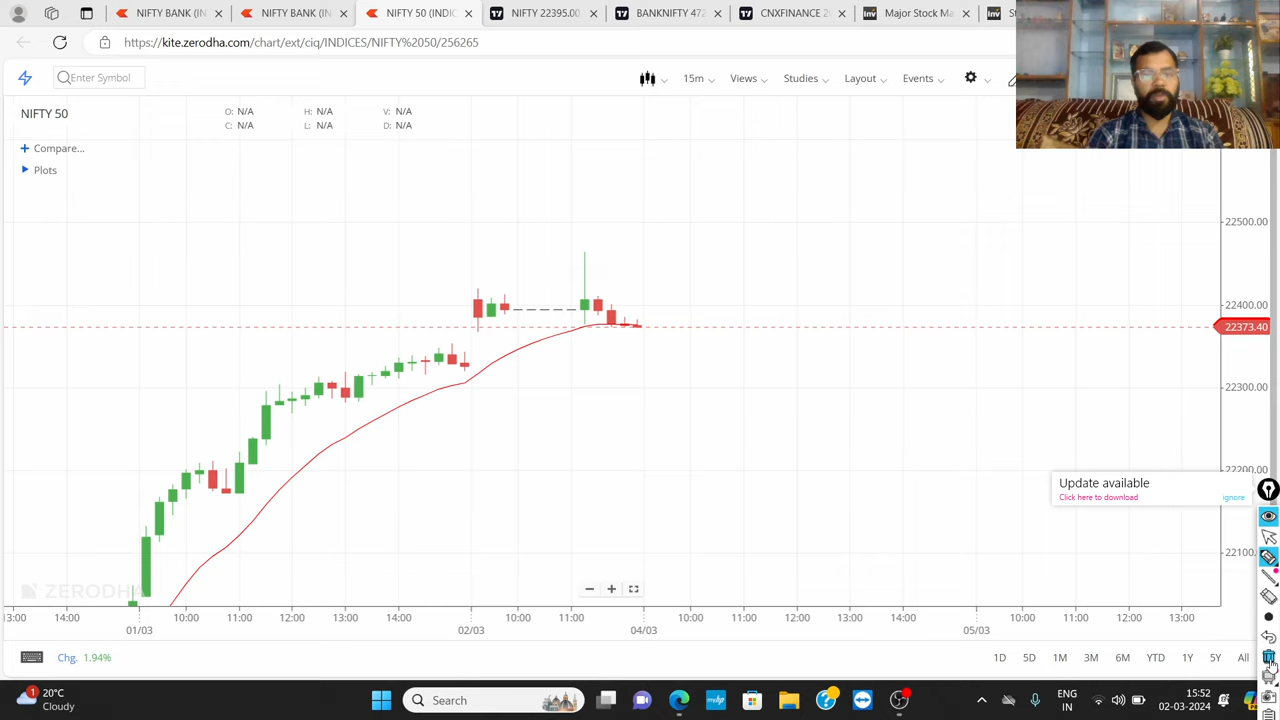 NIFTY BANK (IN
NIFTY BANK (IN
NIFTY 50 (INDI
NIFTY 22395.00
BANKNIFTY 472
CNXFINANCE 2
Major Stock Ma
https://kite.zerodha.com/chart/ext/ciq/INDICES/NIFTY%2050/256265
Enter Symbol
15m
Views
Studies
Layout
Events
NIFTY 50
O: N/A
H: N/A
V: N/A
C: N/A
L: N/A
D: N/A
Compare...
Plots
22500.00
22400.00
22373.40
22300.00
22200.00
22100.00
Update available
Click here to download
ignore
ZERODHA
13:00
14:00
10:00
11:00
12:00
13:00
14:00
10:00
11:00
10:00
11:00
12:00
13:00
14:00
10:00
11:00
12:00
13:00
01/03
02/03
04/03
05/03
Chg. 1.94%
1D
5D
1M
3M
6M
YTD
1Y
5Y
All
1
20°C
Cloudy
Search
ENG
IN
15:52
02-03-2024